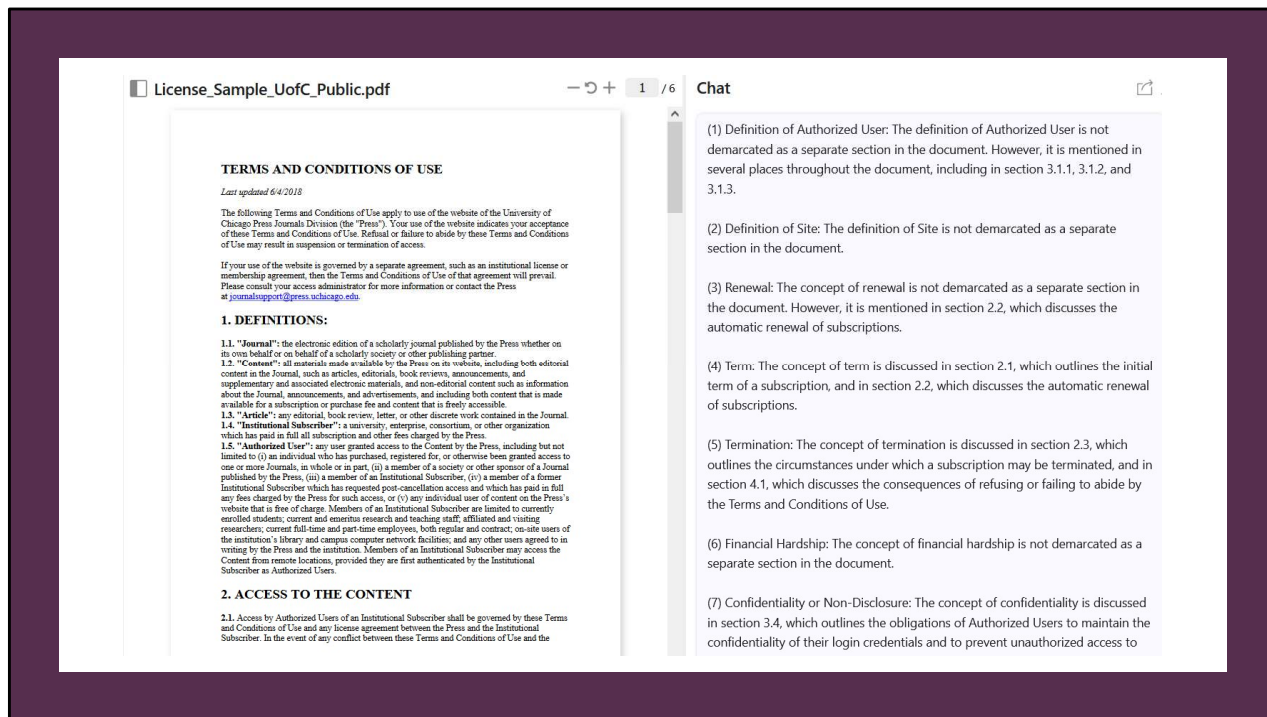 License_Sample_UofC_Public.pdf
1 / 6
TERMS AND CONDITIONS OF USE
Last updated 6/4/2018
The following Terms and Conditions of Use apply to use of the website of the University of
Chicago Press Journals Division (the "Press"). Your use of the website indicates your acceptance
of these Terms and Conditions of Use. Refusal or failure to abide by these Terms and Conditions
of Use may result in suspension or termination of access.
If your use of the website is governed by a separate agreement, such as an institutional license or
membership agreement, then the Terms and Conditions of Use of that agreement will prevail.
Please consult your access administrator for more information or contact the Press
at journalsupport@press.uchicago.edu.
1. DEFINITIONS:
1.1. "Journal": the electronic edition of a scholarly journal published by the Press whether on
its own behalf or on behalf of a scholarly society or other publishing partner.
1.2. "Content": all materials made available by the Press on its website, including both editorial
content in the Journal, such as articles, editorials, book reviews, announcements, and
supplementary and associated electronic materials, and non-editorial content such as information
about the Journal, announcements, and advertisements, and including both content that is made
available for a subscription or purchase fee and content that is freely accessible.
1.3. "Article": any editorial, book review, letter, or other discrete work contained in the Journal.
1.4. "Institutional Subscriber": a university, enterprise, consortium, or other organization
which has paid in full all subscription and other fees charged by the Press.
1.5. "Authorized User": any user granted access to the Content by the Press, including but not
limited to (i) an individual who has purchased, registered for, or otherwise been granted access to
one or more Journals, in whole or in part, (ii) a member of a society or other sponsor of a Journal
published by the Press, (iii) a member of an Institutional Subscriber, (iv) a member of a former
Institutional Subscriber which has requested post-cancellation access and which has paid in full
any fees charged by the Press for such access, or (v) any individual user of content on the Press's
website that is free of charge. Members of an Institutional Subscriber are limited to currently
enrolled students; current and emeritus research and teaching staff; affiliated and visiting
researchers; current full-time and part-time employees, both regular and contract; on-site users of
the institution's library and campus computer network facilities; and any other users agreed to in
writing by the Press and the institution. Members of an Institutional Subscriber may access the
Content from remote locations, provided they are first authenticated by the Institutional
Subscriber as Authorized Users.
2. ACCESS TO THE CONTENT
2.1. Access by Authorized Users of an Institutional Subscriber shall be governed by these Terms
and Conditions of Use and any license agreement between the Press and the Institutional
Subscriber. In the event of any conflict between these Terms and Conditions of Use and the
Chat
(1) Definition of Authorized User: The definition of Authorized User is not
demarcated as a separate section in the document. However, it is mentioned in
several places throughout the document, including in section 3.1.1, 3.1.2, and
3.1.3.
(2) Definition of Site: The definition of Site is not demarcated as a separate
section in the document.
(3) Renewal: The concept of renewal is not demarcated as a separate section in
the document. However, it is mentioned in section 2.2, which discusses the
automatic renewal of subscriptions.
(4) Term: The concept of term is discussed in section 2.1, which outlines the initial
term of a subscription, and in section 2.2, which discusses the automatic renewal
of subscriptions.
(5) Termination: The concept of termination is discussed in section 2.3, which
outlines the circumstances under which a subscription may be terminated, and in
section 4.1, which discusses the consequences of refusing or failing to abide by
the Terms and Conditions of Use.
(6) Financial Hardship: The concept of financial hardship is not demarcated as a
separate section in the document.
(7) Confidentiality or Non-Disclosure: The concept of confidentiality is discussed
in section 3.4, which outlines the obligations of Authorized Users to maintain the
confidentiality of their login credentials and to prevent unauthorized access to